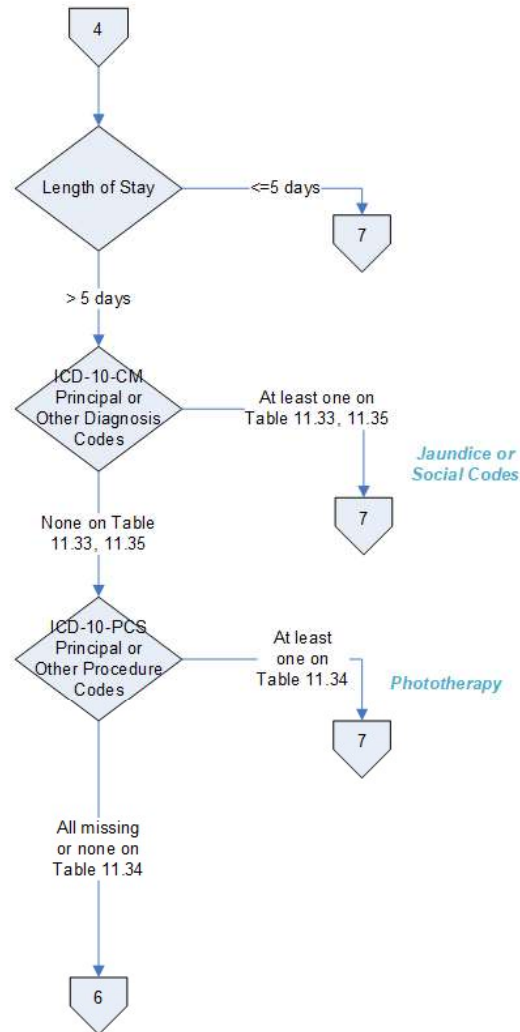 4
Length of Stay
<=5 days
7
> 5 days
ICD-10-CM
Principal or
Other Diagnosis
Codes
At least one on
Table 11.33, 11.35
Jaundice or
Social Codes
7
None on Table
11.33, 11.35
ICD-10-PCS
Principal or
Other Procedure
Codes
At least
one on
Table 11.34
Phototherapy
7
All missing
or none on
Table 11.34
6